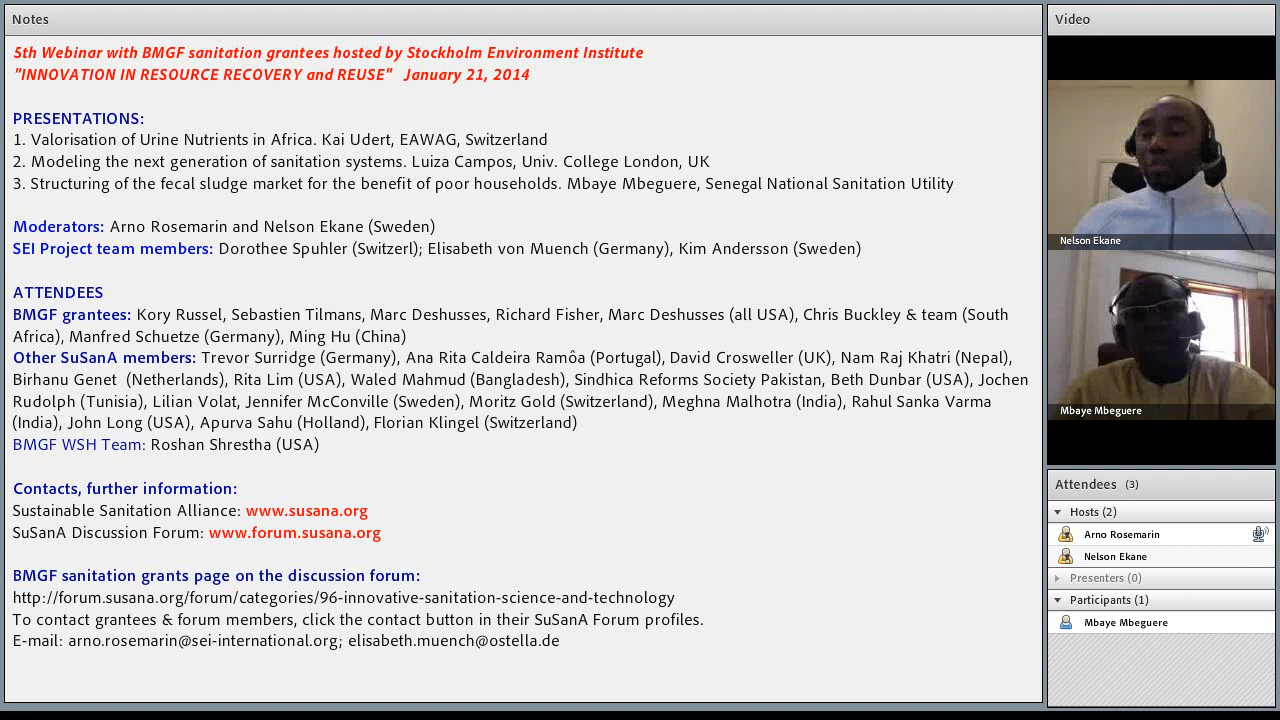 Notes
5th Webinar with BMGF sanitation grantees hosted by Stockholm Environment Institute
"INNOVATION IN RESOURCE RECOVERY and REUSE"   January 21, 2014
PRESENTATIONS:
1. Valorisation of Urine Nutrients in Africa. Kai Udert, EAWAG, Switzerland
2. Modeling the next generation of sanitation systems. Luiza Campos, Univ. College London, UK
3. Structuring of the fecal sludge market for the benefit of poor households. Mbaye Mbeguere, Senegal National Sanitation Utility
Moderators: Arno Rosemarin and Nelson Ekane (Sweden)
SEI Project team members: Dorothee Spuhler (Switzerl); Elisabeth von Muench (Germany), Kim Andersson (Sweden)
ATTENDEES
BMGF grantees: Kory Russel, Sebastien Tilmans, Marc Deshusses, Richard Fisher, Marc Deshusses (all USA), Chris Buckley & team (South
Africa), Manfred Schuetze (Germany), Ming Hu (China)
Other SuSanA members: Trevor Surridge (Germany), Ana Rita Caldeira Ramôa (Portugal), David Crosweller (UK), Nam Raj Khatri (Nepal),
Birhanu Genet  (Netherlands), Rita Lim (USA), Waled Mahmud (Bangladesh), Sindhica Reforms Society Pakistan, Beth Dunbar (USA), Jochen
Rudolph (Tunisia), Lilian Volat, Jennifer McConville (Sweden), Moritz Gold (Switzerland), Meghna Malhotra (India), Rahul Sanka Varma
(India), John Long (USA), Apurva Sahu (Holland), Florian Klingel (Switzerland)
BMGF WSH Team: Roshan Shrestha (USA)
Contacts, further information:
Sustainable Sanitation Alliance: www.susana.org
SuSanA Discussion Forum: www.forum.susana.org
BMGF sanitation grants page on the discussion forum:
http://forum.susana.org/forum/categories/96-innovative-sanitation-science-and-technology
To contact grantees & forum members, click the contact button in their SuSanA Forum profiles.
E-mail: arno.rosemarin@sei-international.org; elisabeth.muench@ostella.de
Video
Nelson Ekane
Mbaye Mbeguere
Attendees (3)
Hosts (2)
Arno Rosemarin
Nelson Ekane
Presenters (0)
Participants (1)
Mbaye Mbeguere